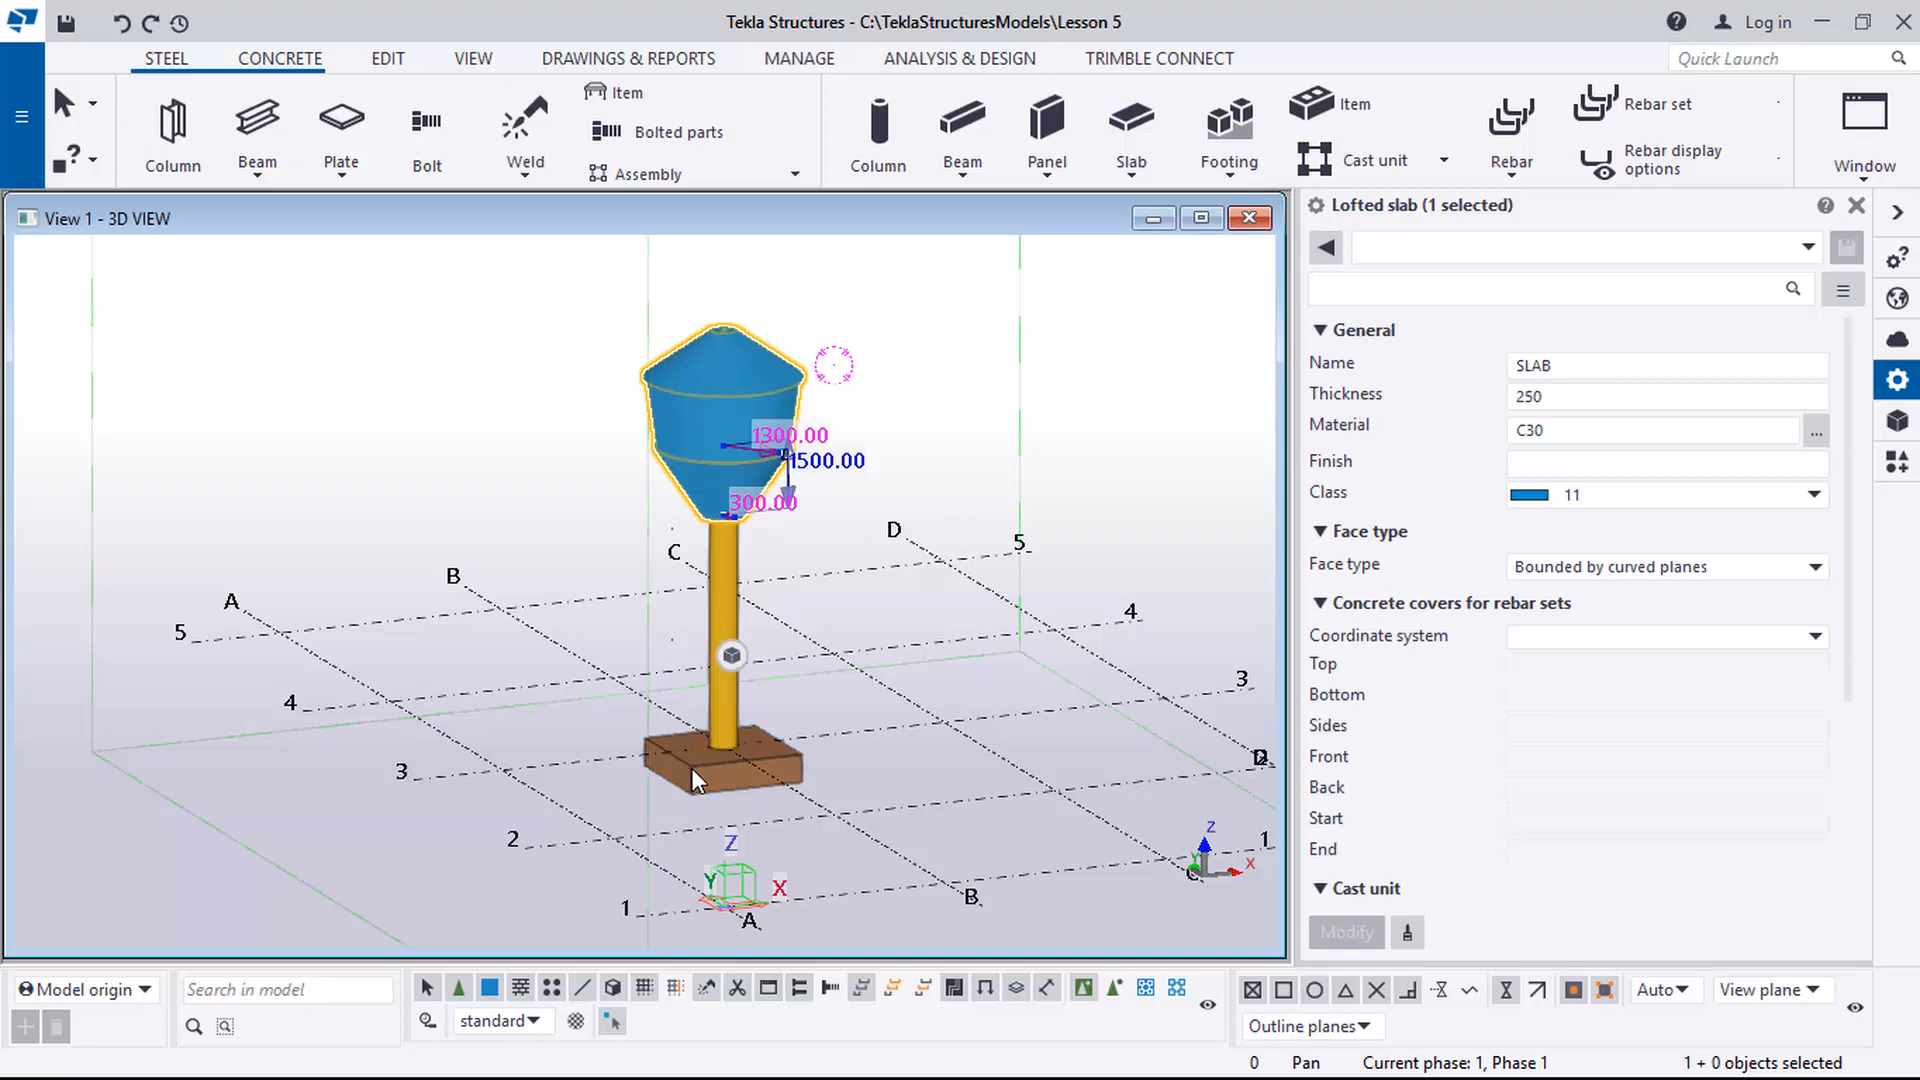 Tekla Structures - C:\TeklaStructuresModels\Lesson 5
Log in
STEEL CONCRETE EDIT VIEW DRAWINGS & REPORTS MANAGE ANALYSIS & DESIGN TRIMBLE CONNECT
Quick Launch
Column
Beam
Plate
Bolt
Weld
Item
Bolted parts
Assembly
Column
Beam
Panel
Slab
Footing
Item
Cast unit
Rebar
Rebar set
Rebar display
options
Window
View 1 - 3D VIEW
1300.00
1500.00
300.00
D
5
C
B
A
5
4
4
3
3
D
2
2
1
Z
Y
X
C
Z
Y
X
1
A
B
Lofted slab (1 selected)
General
Name SLAB
Thickness 250
Material C30 ...
Finish
Class 11
Face type
Face type Bounded by curved planes
Concrete covers for rebar sets
Coordinate system
Top
Bottom
Sides
Front
Back
Start
End
Cast unit
Modify
Model origin
Search in model
standard
Auto
View plane
Outline planes
0 Pan Current phase: 1, Phase 1 1 + 0 objects selected